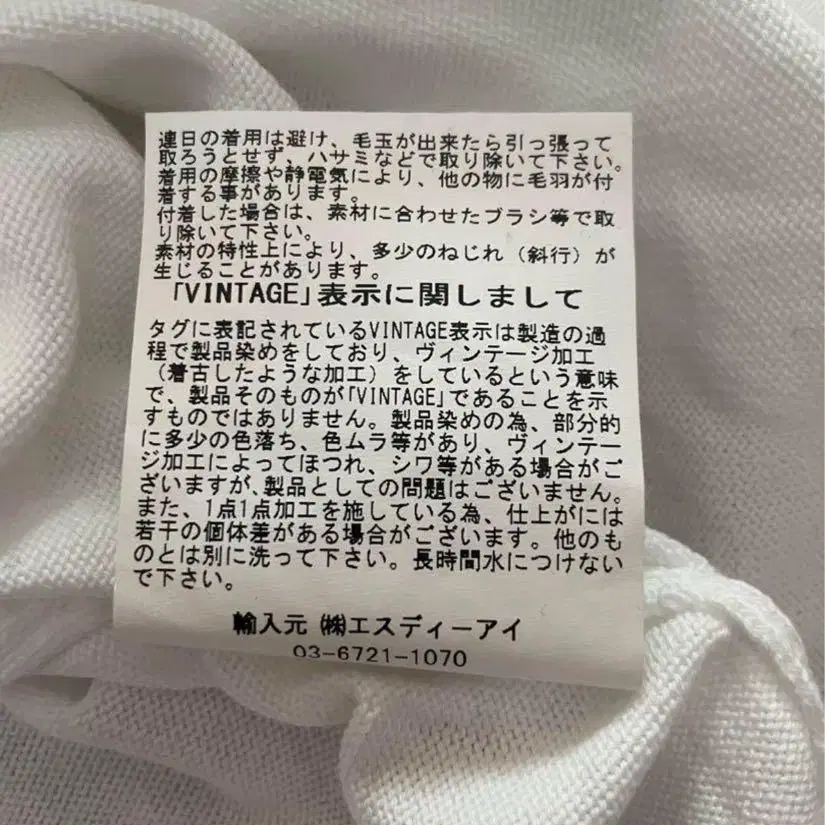 連日の着用は避け、毛玉が出来たら引っ張って
取ろうとせず、ハサミなどで取り除いて下さい。
着用の摩擦や静電気により、他の物に毛羽が付
着する事があります。
付着した場合は、素材に合わせたブラシ等で取
り除いて下さい。
素材の特性上により、多少のねじれ（斜行）が
生じることがあります。
「VINTAGE」表示に関しまして
タグに表記されているVINTAGE表示は製造の過
程で製品染めをしており、ヴィンテージ加工
（着古したような加工）をしているという意味
で、製品そのものが「VINTAGE」であることを示
すものではありません。製品染めの為、部分的
に多少の色落ち、色ムラ等があり、ヴィンテー
ジ加工によってほつれ、シワ等がある場合がご
ざいますが、製品としての問題はございません。
また、1点1点加工を施している為、仕上がには
若干の個体差がある場合がございます。他のも
のとは別に洗って下さい。長時間水につけない
で下さい。
輸入元 ㈱エスディーアイ
03-6721-1070